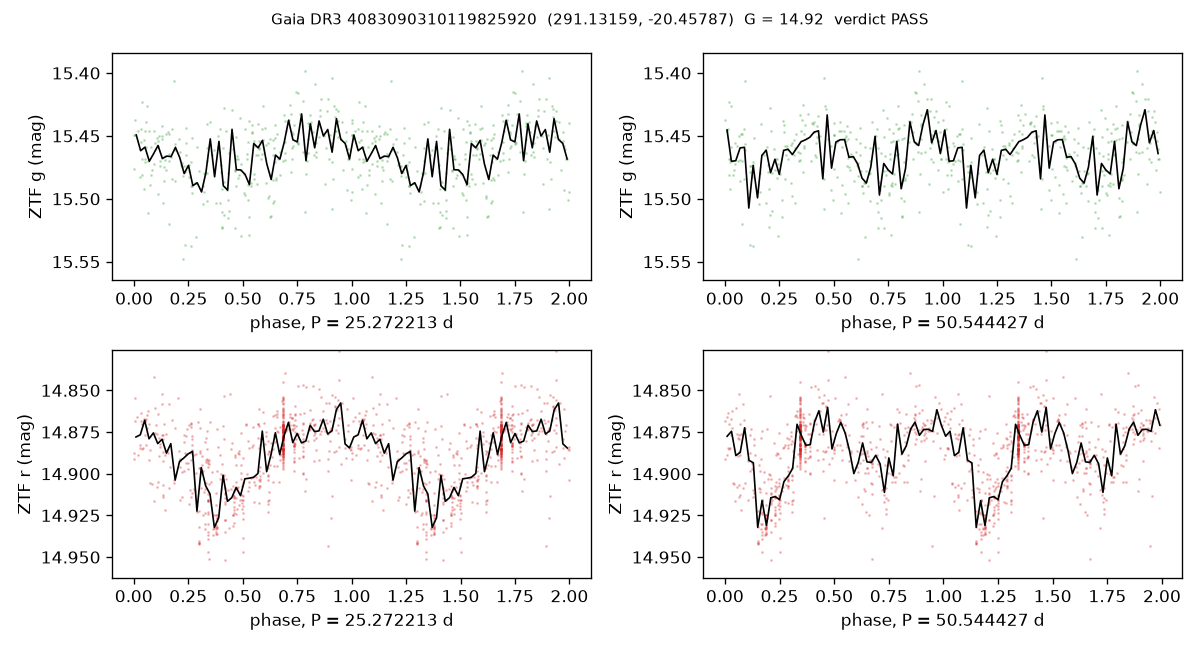 Gaia DR3 4083090310119825920  (291.13159, -20.45787)  G = 14.92  verdict PASS
ZTF g (mag)
15.40
15.45
15.50
15.55
0.00 0.25 0.50 0.75 1.00 1.25 1.50 1.75 2.00
phase, P = 25.272213 d
ZTF g (mag)
15.40
15.45
15.50
15.55
0.00 0.25 0.50 0.75 1.00 1.25 1.50 1.75 2.00
phase, P = 50.544427 d
ZTF r (mag)
14.850
14.875
14.900
14.925
14.950
0.00 0.25 0.50 0.75 1.00 1.25 1.50 1.75 2.00
phase, P = 25.272213 d
ZTF r (mag)
14.850
14.875
14.900
14.925
14.950
0.00 0.25 0.50 0.75 1.00 1.25 1.50 1.75 2.00
phase, P = 50.544427 d